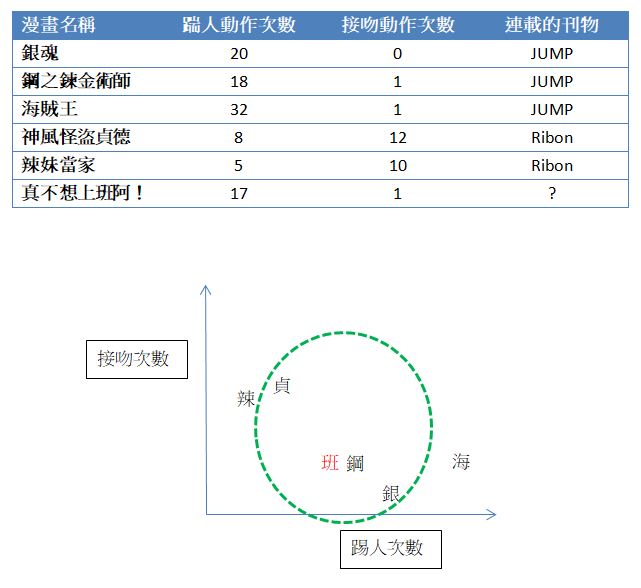 漫畫名稱 踹人動作次數 接吻動作次數 連載的刊物
銀魂 20 0 JUMP
鋼之鍊金術師 18 1 JUMP
海賊王 32 1 JUMP
神風怪盜貞德 8 12 Ribon
辣妹當家 5 10 Ribon
真不想上班阿！ 17 1 ?
接吻次數
貞
辣
班 鋼 海
銀
踢人次數